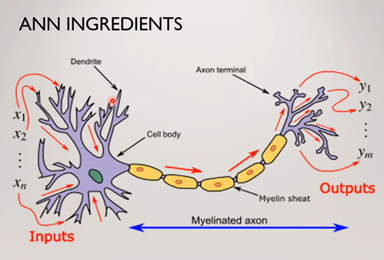 ANN INGREDIENTS
Dendrite
Axon terminal
y1
x1
y2
x2
Cell body
⋮
⋮
ym
xn
Myelin sheat
Outputs
Inputs
Myelinated axon